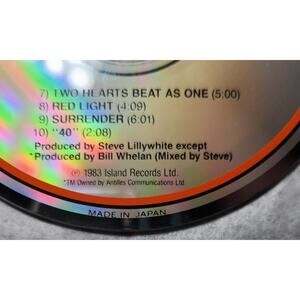 7) TWO HEARTS BEAT AS ONE (5:00)
8) RED LIGHT (4:09)
9) SURRENDER (6:01)
10) "40" (2:08)
Produced by Steve Lillywhite except
*Produced by Bill Whelan (Mixed by Steve)
℗ 1983 Island Records Ltd.
*TM Owned by Antilles Communications Ltd
MADE IN JAPAN